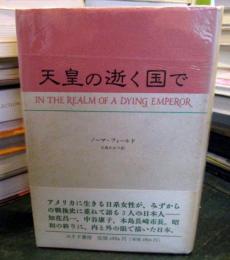 天皇の逝く国で
IN THE REALM OF A DYING EMPEROR
ノーマ・フィールド
アメリカに生きる日系女性が、みずから
の戦後史に重ねて語る3人の日本人——
知花昌一、中谷康子、本島長崎市長。昭
和の終りに、内と外の眼で描いた日本。
みすず書房